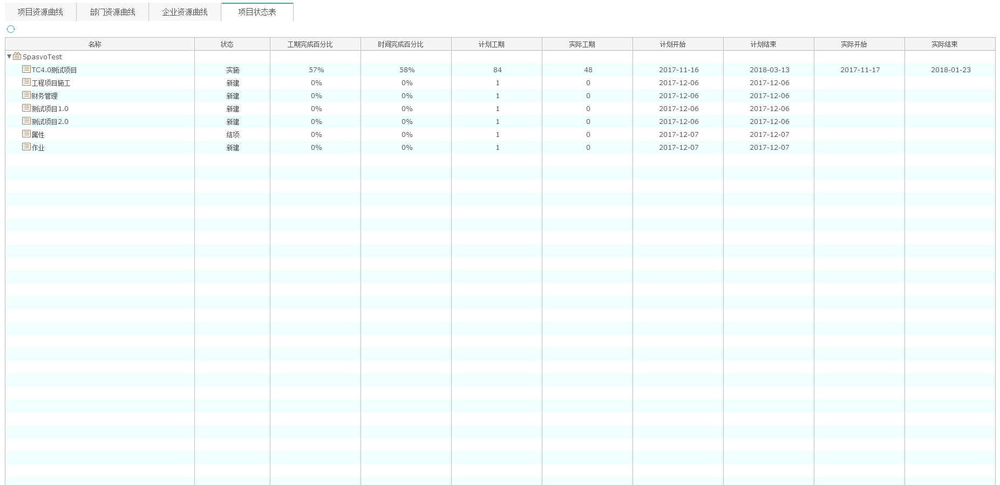 项目资源曲线 部门资源曲线 企业资源曲线 项目状态表
名称 状态 工期完成百分比 时间完成百分比 计划工期 实际工期 计划开始 计划结束 实际开始 实际结束
SpasvoTest
TC4.0测试项目 实施 57% 58% 84 48 2017-11-16 2018-03-13 2017-11-17 2018-01-23
工程项目施工 新建 0% 0% 1 0 2017-12-06 2017-12-06
财务管理 新建 0% 0% 1 0 2017-12-06 2017-12-06
测试项目1.0 新建 0% 0% 1 0 2017-12-06 2017-12-06
测试项目2.0 新建 0% 0% 1 0 2017-12-06 2017-12-06
属性 结项 0% 0% 1 0 2017-12-07 2017-12-07
作业 新建 0% 0% 1 0 2017-12-07 2017-12-07